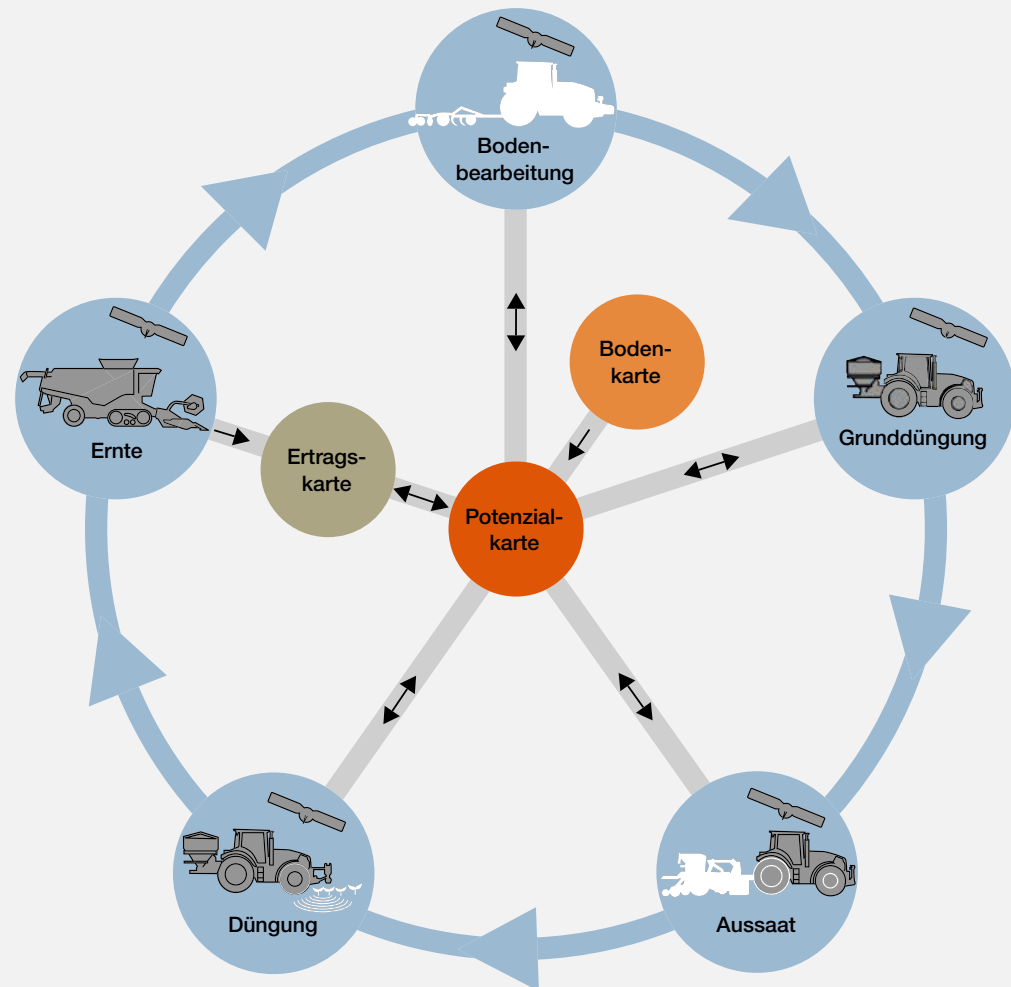 Boden-
bearbeitung
Boden-
karte
Grunddüngung
Ernte
Ertrags-
karte
Potenzial-
karte
Düngung
Aussaat